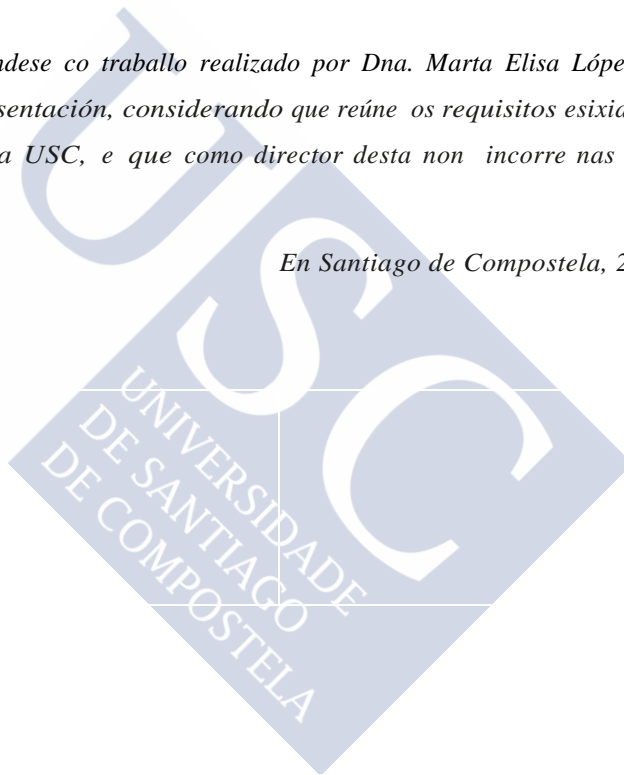 ndese co traballo realizado por Dna. Marta Elisa Lópe
sentación, considerando que reúne os requisitos esixid
a USC, e que como director desta non incorre nas
En Santiago de Compostela, 2
USC
UNIVERSIDADE
DE SANTIAGO
DE COMPOSTELA